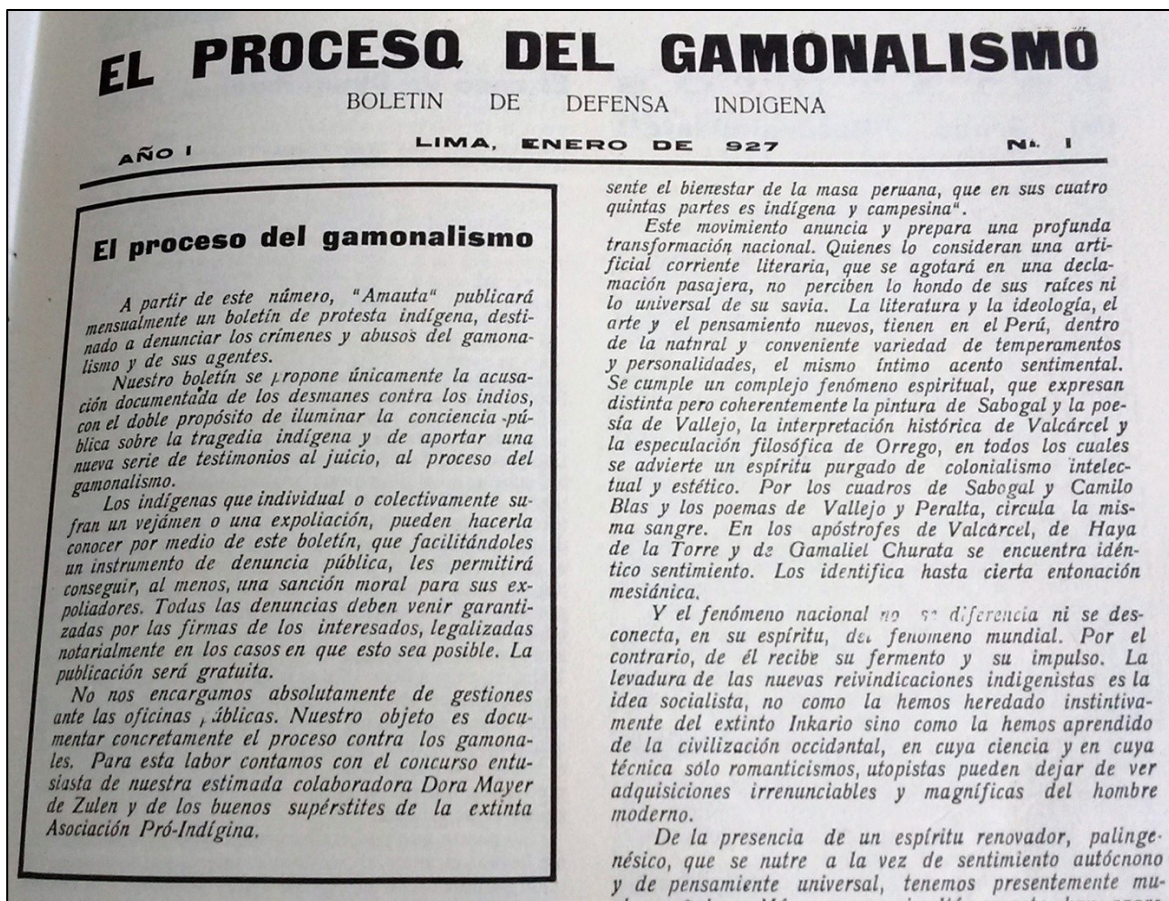 EL PROCESO DEL GAMONALISMO
BOLETIN DE DEFENSA INDIGENA
AÑO I LIMA, ENERO DE 927 No. I
El proceso del gamonalismo
A partir de este número, "Amauta" publicará
mensualmente un boletín de protesta indígena, desti-
nado a denunciar los crímenes y abusos del gamona-
lismo y de sus agentes.
Nuestro boletín se propone únicamente la acusa-
ción documentada de los desmanes contra los indios,
con el doble propósito de iluminar la conciencia pú-
blica sobre la tragedia indígena y de aportar una
nueva serie de testimonios al juicio, al proceso del
gamonalismo.
Los indígenas que individual o colectivamente su-
fran un vejámen o una expoliación, pueden hacerla
conocer por medio de este boletín, que facilitándoles
un instrumento de denuncia pública, les permitirá
conseguir, al menos, una sanción moral para sus ex-
poliadores. Todas las denuncias deben venir garanti-
zadas por las firmas de los interesados, legalizadas
notarialmente en los casos en que esto sea posible. La
publicación será gratuita.
No nos encargamos absolutamente de gestiones
ante las oficinas públicas. Nuestro objeto es docu-
mentar concretamente el proceso contra los gamona-
les. Para esta labor contamos con el concurso entu-
siasta de nuestra estimada colaboradora Dora Mayer
de Zulen y de los buenos supérstites de la extinta
Asociación Pró-Indígina.
sente el bienestar de la masa peruana, que en sus cuatro
quintas partes es indígena y campesina".
Este movimiento anuncia y prepara una profunda
transformación nacional. Quienes lo consideran una arti-
ficial corriente literaria, que se agotará en una decla-
mación pasajera, no perciben lo hondo de sus raíces ni
lo universal de su savia. La literatura y la ideología, el
arte y el pensamiento nuevos, tienen en el Perú, dentro
de la natnral y conveniente variedad de temperamentos
y personalidades, el mismo íntimo acento sentimental.
Se cumple un complejo fenómeno espiritual, que expresan
distinta pero coherentemente la pintura de Sabogal y la poe-
sía de Vallejo, la interpretación histórica de Valcárcel y
la especulación filosófica de Orrego, en todos los cuales
se advierte un espíritu purgado de colonialismo intelec-
tual y estético. Por los cuadros de Sabogal y Camilo
Blas y los poemas de Vallejo y Peralta, circula la mis-
ma sangre. En los apóstrofes de Valcárcel, de Haya
de la Torre y de Gamaliel Churata se encuentra idén-
tico sentimiento. Los identifica hasta cierta entonación
mesiánica.
Y el fenómeno nacional no se diferencia ni se des-
conecta, en su espíritu, del fenómeno mundial. Por el
contrario, de él recibe su fermento y su impulso. La
levadura de las nuevas reivindicaciones indigenistas es la
idea socialista, no como la hemos heredado instintiva-
mente del extinto Inkario sino como la hemos aprendido
de la civilización occidental, en cuya ciencia y en cuya
técnica sólo romanticismos, utopistas pueden dejar de ver
adquisiciones irrenunciables y magníficas del hombre
moderno.
De la presencia de un espíritu renovador, palinge-
nésico, que se nutre a la vez de sentimiento autócnono
y de pensamiente universal, tenemos presentemente mu-